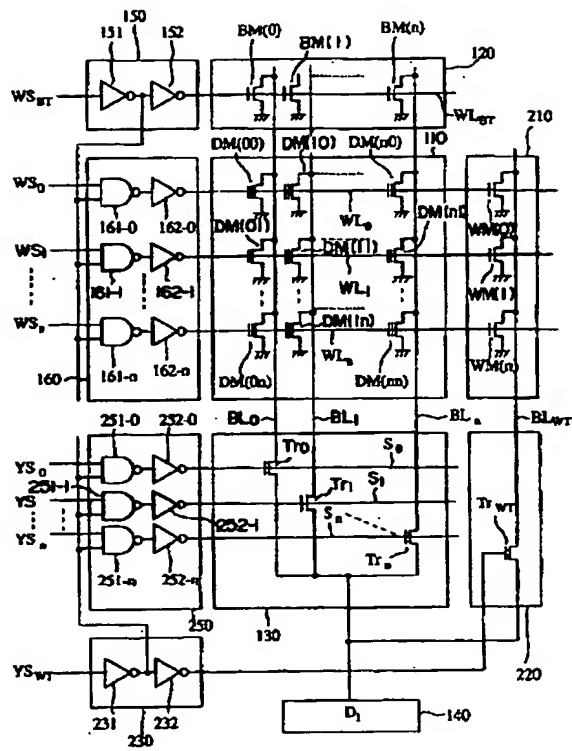 150
151 152
BM(0) BM(1) BM(n)
120
WS_BT
WL_BT
210
DM(00) DM(10) DM(n0) 110
WS_0
161-0 162-0
WL_0
DM(01) DM(n1) WM(0)
WS_1
DM(11)
161-1 162-1
WL_1
WM(1)
WS_n
DM(1n)
160
161-n 162-n
WL_n
DM(0n) DM(nn) WM(n)
251-0 252-0
BL_0 BL_1 BL_n BL_WT
YS_0
Tr_0 S_0
251-1
YS
Tr_1 S_1
252-1
S_n
Tr_WT
YS_n
251-n 252-n
Tr_n
250
130
220
YS_WT
231 232
230
D_1
140